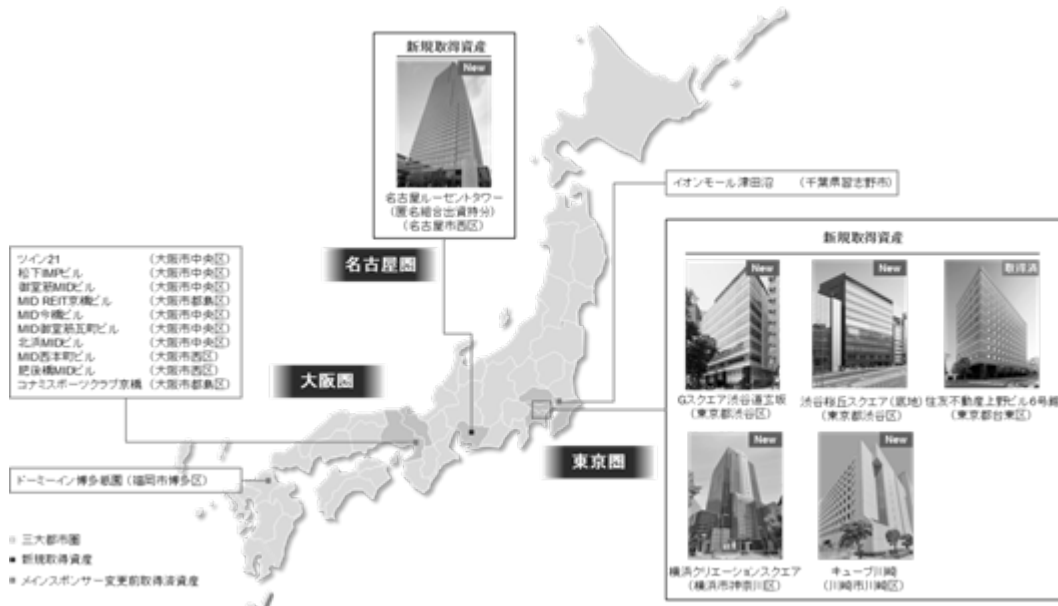 新規取得資産
New
名古屋ルーセントタワー
(匿名組合出資持分)
(名古屋市西区)
名古屋圏
イオンモール津田沼 (千葉県習志野市)
ツイン21 (大阪市中央区)
松下IMPビル (大阪市中央区)
御堂筋MIDビル (大阪市中央区)
MID REIT京橋ビル (大阪市都島区)
MID今橋ビル (大阪市中央区)
MID御堂筋瓦町ビル (大阪市中央区)
北浜MIDビル (大阪市中央区)
MID西本町ビル (大阪市西区)
肥後橋MIDビル (大阪市西区)
コナミスポーツクラブ京橋 (大阪市都島区)
大阪圏
ドーミーイン博多祇園 (福岡市博多区)
東京圏
新規取得資産
New
New
取得済
Gスクエア渋谷道玄坂
(東京都渋谷区)
渋谷桜丘スクエア(底地)
(東京都渋谷区)
住友不動産上野ビル6号館
(東京都台東区)
New
New
横浜クリエーションスクエア
(横浜市神奈川区)
キューブ川崎
(川崎市川崎区)
三大都市圏
新規取得資産
メインスポンサー変更前取得済資産